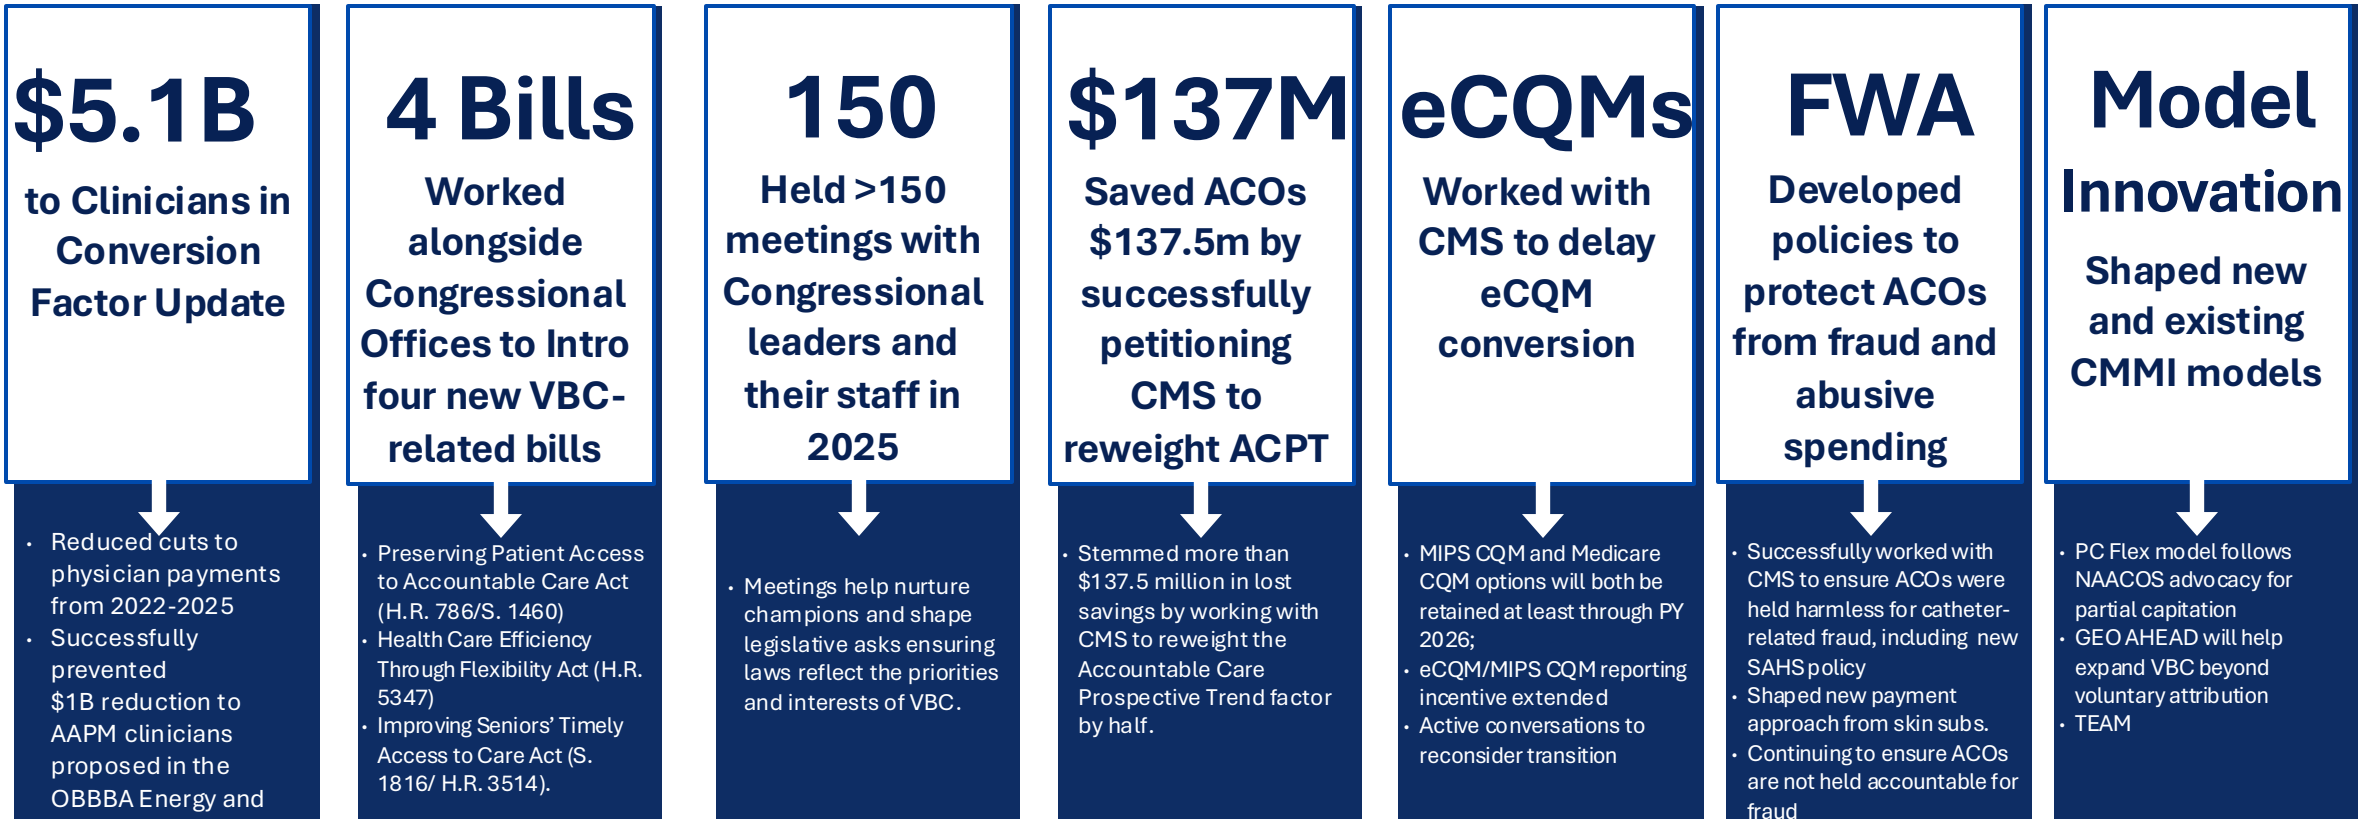 $5.1B
to Clinicians in
Conversion
Factor Update
• Reduced cuts to
physician payments
from 2022-2025
• Successfully
prevented
$1B reduction to
AAPM clinicians
proposed in the
OBBBA Energy and
4 Bills
Worked
alongside
Congressional
Offices to Intro
four new VBC-
related bills
• Preserving Patient Access
to Accountable Care Act
(H.R. 786/S. 1460)
• Health Care Efficiency
Through Flexibility Act (H.R.
5347)
• Improving Seniors' Timely
Access to Care Act (S.
1816/ H.R. 3514).
150
Held >150
meetings with
Congressional
leaders and
their staff in
2025
• Meetings help nurture
champions and shape
legislative asks ensuring
laws reflect the priorities
and interests of VBC.
$137M
Saved ACOs
$137.5m by
successfully
petitioning
CMS to
reweight ACPT
• Stemmed more than
$137.5 million in lost
savings by working with
CMS to reweight the
Accountable Care
Prospective Trend factor
by half.
eCQMs
Worked with
CMS to delay
eCQM
conversion
• MIPS CQM and Medicare
CQM options will both be
retained at least through PY
2026;
• eCQM/MIPS CQM reporting
incentive extended
• Active conversations to
reconsider transition
FWA
Developed
policies to
protect ACOs
from fraud and
abusive
spending
• Successfully worked with
CMS to ensure ACOs were
held harmless for catheter-
related fraud, including new
SAHS policy
• Shaped new payment
approach from skin subs.
• Continuing to ensure ACOs
are not held accountable for
fraud
Model
Innovation
Shaped new
and existing
CMMI models
• PC Flex model follows
NAACOS advocacy for
partial capitation
• GEO AHEAD will help
expand VBC beyond
voluntary attribution
• TEAM